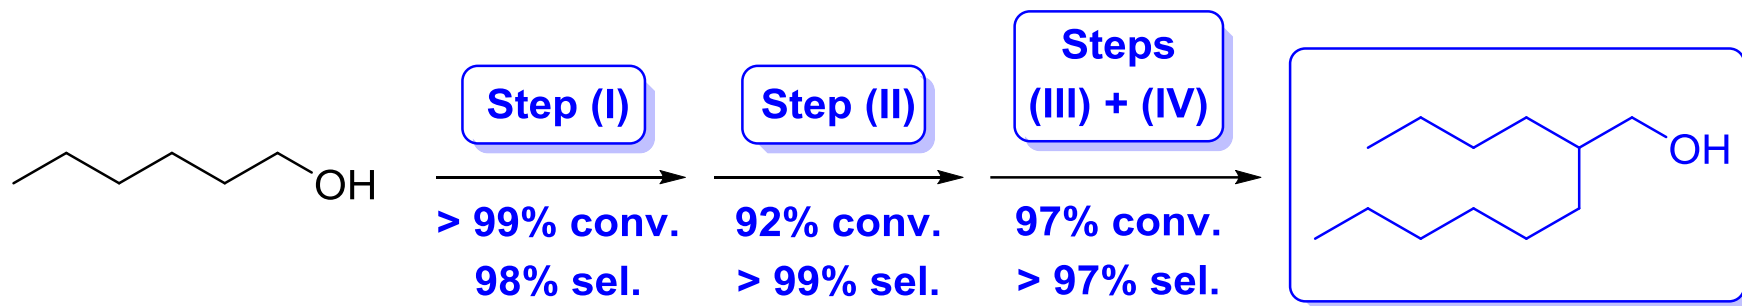 Step (I)
Step (II)
Steps
(III) + (IV)
OH
> 99% conv.
98% sel.
92% conv.
> 99% sel.
97% conv.
> 97% sel.
OH